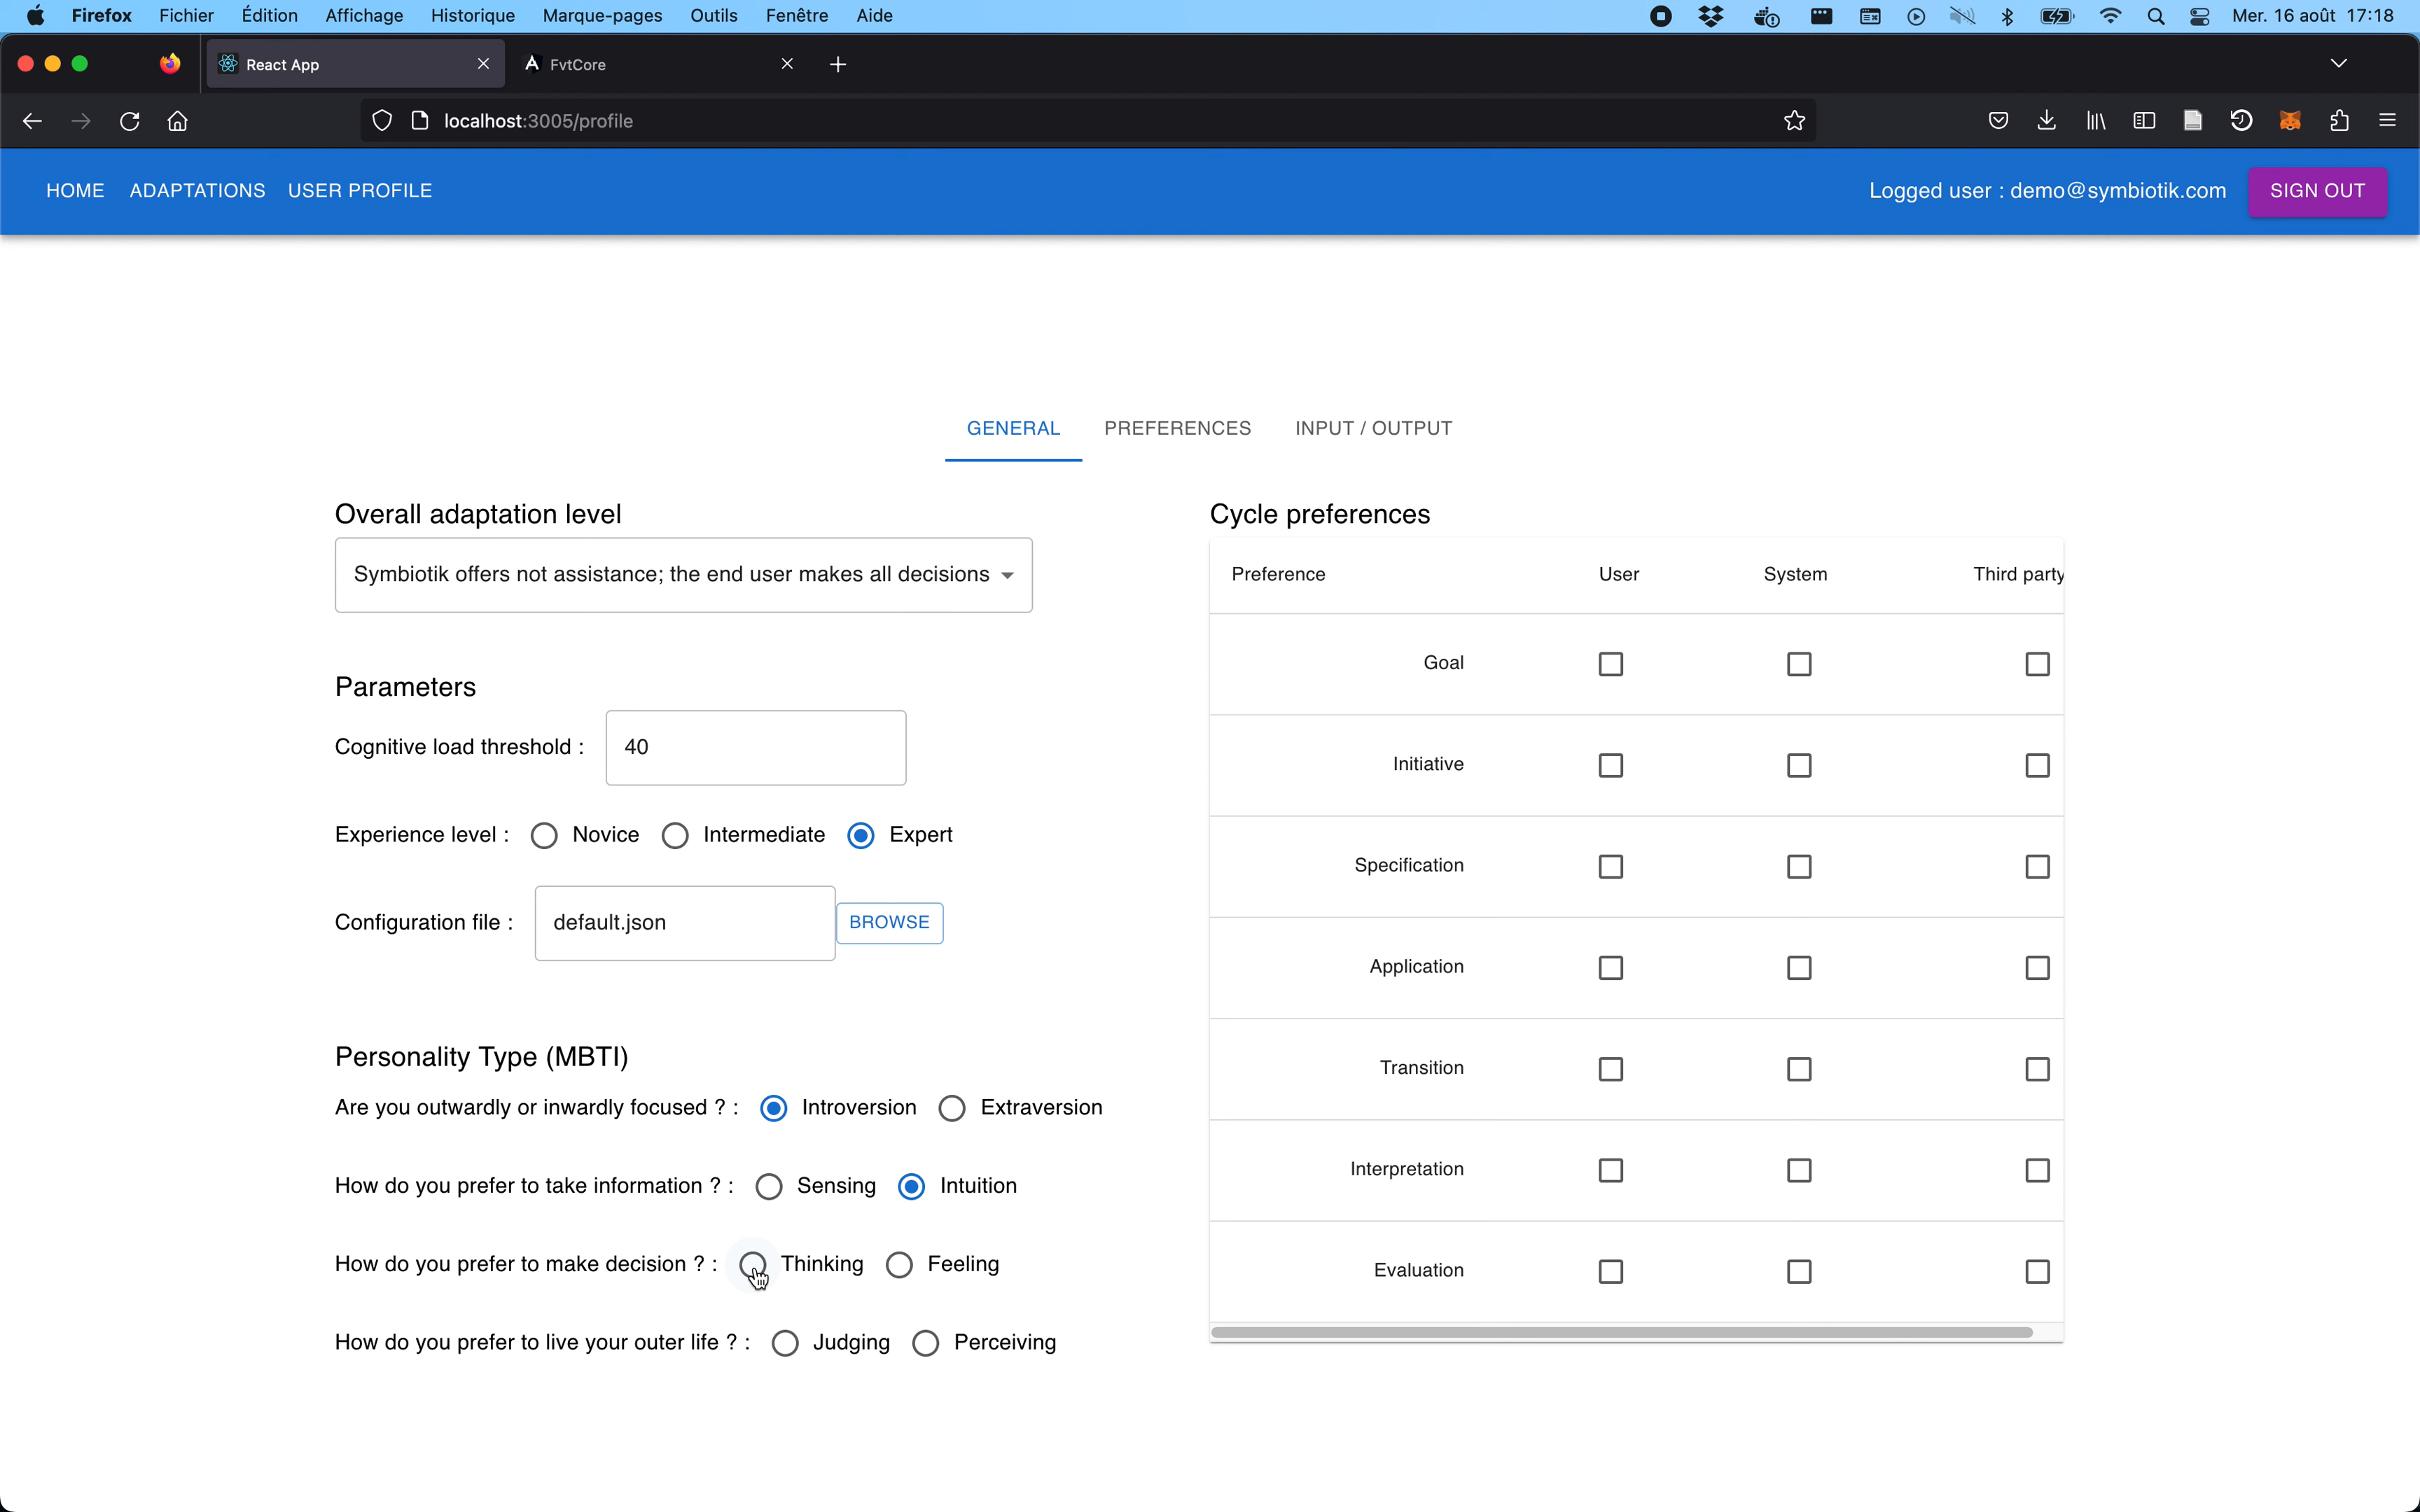 Firefox Fichier Édition Affichage Historique Marque-pages Outils Fenêtre Aide Mer. 16 août 17:18
React App FvtCore
localhost:3005/profile
HOME ADAPTATIONS USER PROFILE Logged user : demo@symbiotik.com SIGN OUT
GENERAL PREFERENCES INPUT / OUTPUT
Overall adaptation level
Symbiotik offers not assistance; the end user makes all decisions
Parameters
Cognitive load threshold : 40
Experience level : Novice Intermediate Expert
Configuration file : default.json BROWSE
Personality Type (MBTI)
Are you outwardly or inwardly focused ? : Introversion Extraversion
How do you prefer to take information ? : Sensing Intuition
How do you prefer to make decision ? : Thinking Feeling
How do you prefer to live your outer life ? : Judging Perceiving
Cycle preferences
Preference User System Third party
Goal
Initiative
Specification
Application
Transition
Interpretation
Evaluation